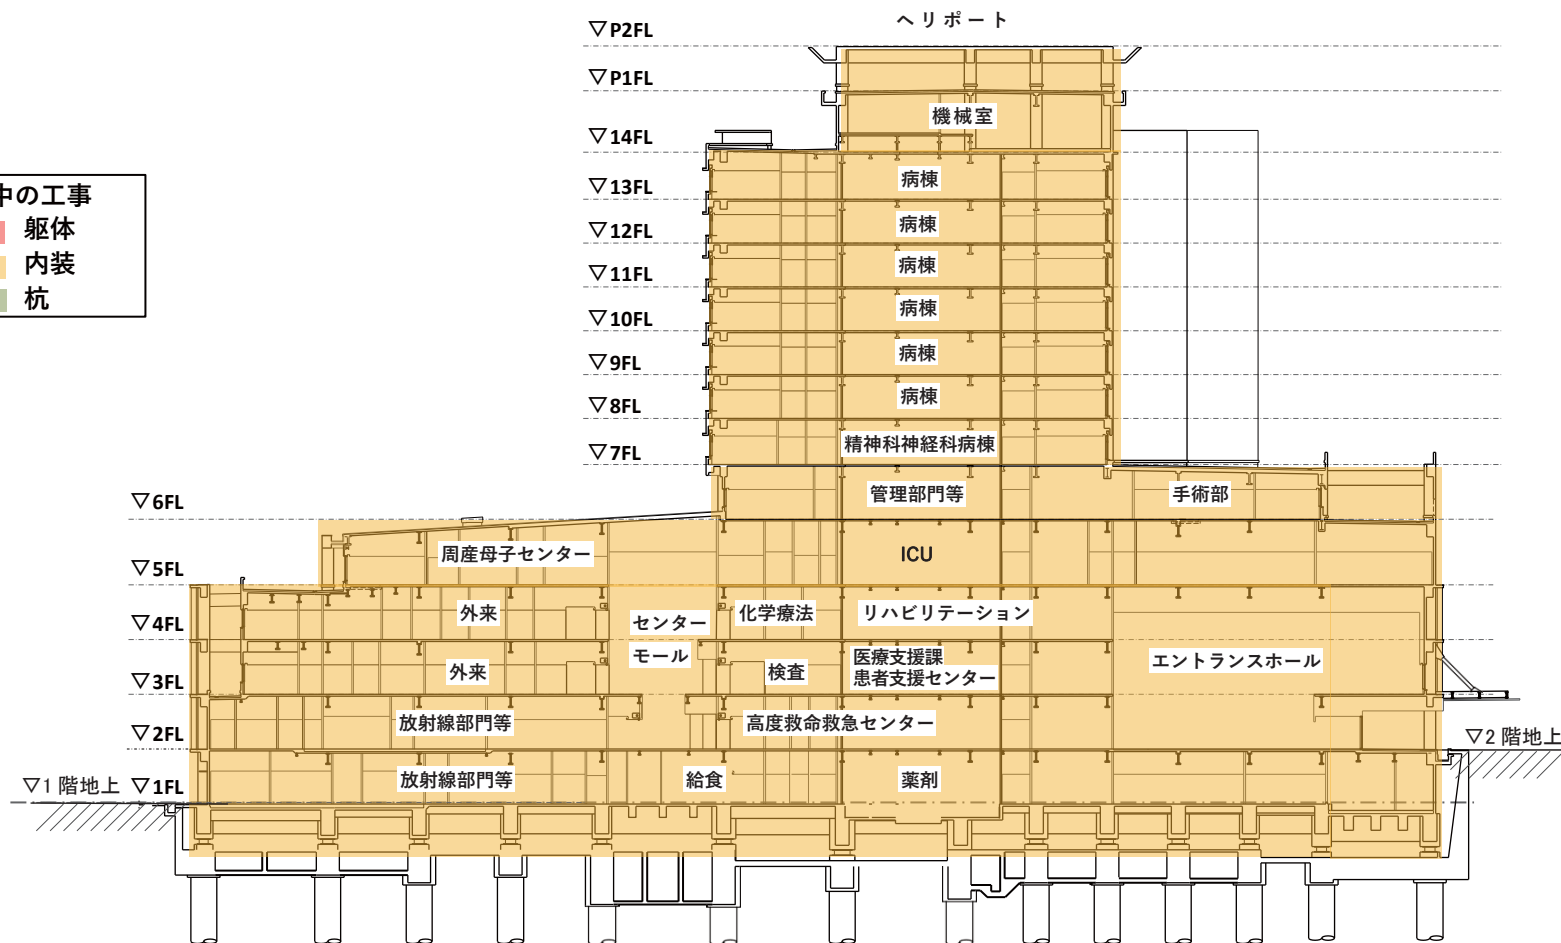 ヘリポート
▽P2FL
▽P1FL
機械室
▽14FL
病棟
▽13FL
中の工事
躯体
内装
杭
病棟
▽12FL
病棟
▽11FL
病棟
▽10FL
病棟
▽9FL
病棟
▽8FL
精神科神経科病棟
▽7FL
管理部門等
手術部
▽6FL
周産母子センター
ICU
▽5FL
外来
センター
モール
化学療法
リハビリテーション
▽4FL
外来
検査
医療支援課
患者支援センター
エントランスホール
▽3FL
放射線部門等
高度救命救急センター
▽2FL
▽2階地上
放射線部門等
給食
薬剤
▽1階地上
▽1FL